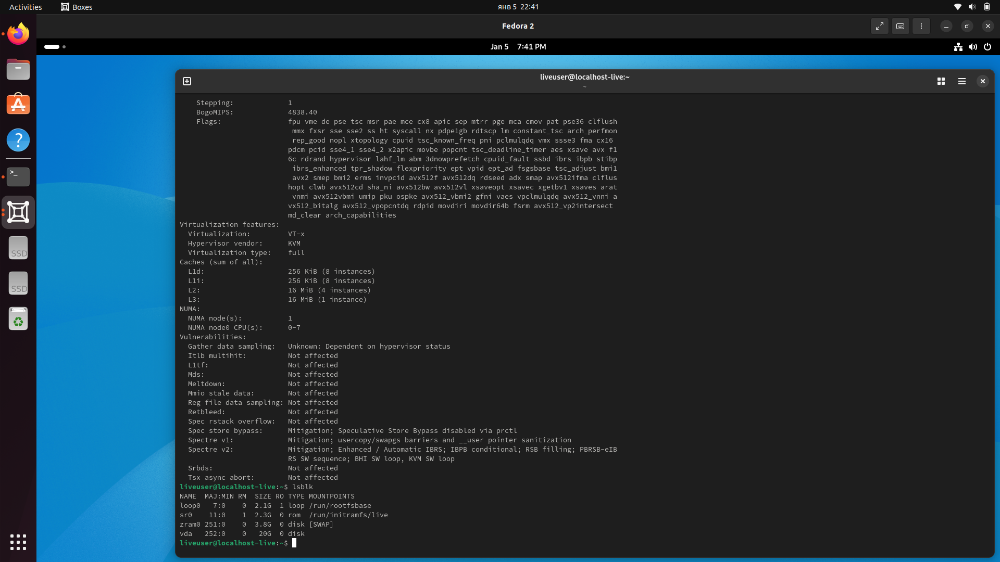 Activities
Boxes
янв 5 22:41
Fedora 2
Jan 5 7:41 PM
liveuser@localhost-live:~
~
Stepping: 1
BogoMIPS: 4838.40
Flags: fpu vme de pse tsc msr pae mce cx8 apic sep mtrr pge mca cmov pat pse36 clflush
mmx fxsr sse sse2 ss ht syscall nx pdpe1gb rdtscp lm constant_tsc arch_perfmon
rep_good nopl xtopology cpuid tsc_known_freq pni pclmulqdq vmx ssse3 fma cx16
pdcm pcid sse4_1 sse4_2 x2apic movbe popcnt tsc_deadline_timer aes xsave avx f1
6c rdrand hypervisor lahf_lm abm 3dnowprefetch cpuid_fault ssbd ibrs ibpb stibp
ibrs_enhanced tpr_shadow flexpriority ept vpid ept_ad fsgsbase tsc_adjust bmi1
avx2 smep bmi2 erms invpcid avx512f avx512dq rdseed adx smap avx512ifma clflus
hopt clwb avx512cd sha_ni avx512bw avx512vl xsaveopt xsavec xgetbv1 xsaves arat
vnmi avx512vbmi umip pku ospke avx512_vbmi2 gfni vaes vpclmulqdq avx512_vnni a
vx512_bitalg avx512_vpopcntdq rdpid movdiri movdir64b fsrm avx512_vp2intersect
md_clear arch_capabilities
Virtualization features:
Virtualization: VT-x
Hypervisor vendor: KVM
Virtualization type: full
Caches (sum of all):
L1d: 256 KiB (8 instances)
L1i: 256 KiB (8 instances)
L2: 16 MiB (4 instances)
L3: 16 MiB (1 instance)
NUMA:
NUMA node(s): 1
NUMA node0 CPU(s): 0-7
Vulnerabilities:
Gather data sampling: Unknown: Dependent on hypervisor status
Itlb multihit: Not affected
L1tf: Not affected
Mds: Not affected
Meltdown: Not affected
Mmio stale data: Not affected
Reg file data sampling: Not affected
Retbleed: Not affected
Spec rstack overflow: Not affected
Spec store bypass: Mitigation; Speculative Store Bypass disabled via prctl
Spectre v1: Mitigation; usercopy/swapgs barriers and __user pointer sanitization
Spectre v2: Mitigation; Enhanced / Automatic IBRS; IBPB conditional; RSB filling; PBRSB-eIB
RS SW sequence; BHI SW loop, KVM SW loop
Srbds: Not affected
Tsx async abort: Not affected
liveuser@localhost-live:~$ lsblk
NAME MAJ:MIN RM SIZE RO TYPE MOUNTPOINTS
loop0 7:0 0 2.1G 1 loop /run/rootfsbase
sr0 11:0 1 2.3G 0 rom /run/initramfs/live
zram0 251:0 0 3.8G 0 disk [SWAP]
vda 252:0 0 20G 0 disk
liveuser@localhost-live:~$
SSD
SSD